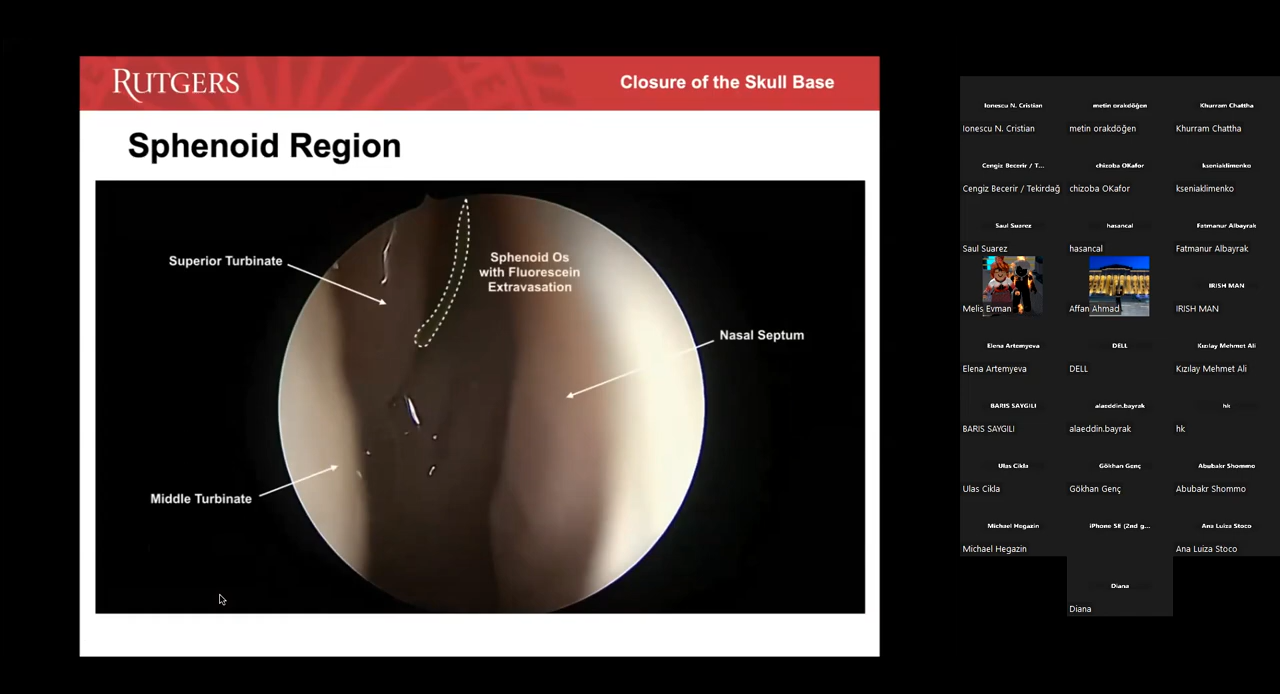 RUTGERS
Closure of the Skull Base
Sphenoid Region
Superior Turbinate
Sphenoid Os
with Fluorescein
Extravasation
Nasal Septum
Middle Turbinate
Ionescu N. Cristian
metin orakdöğen
Khurram Chattha
Ionescu N. Cristian
metin orakdöğen
Khurram Chattha
Cengiz Becerir / T...
chizoba OKafor
kseniaklimenko
Cengiz Becerir / Tekirdağ
chizoba OKafor
kseniaklimenko
Saul Suarez
hasancal
Fatmanur Albayrak
Saul Suarez
hasancal
Fatmanur Albayrak
IRISH MAN
Melis Evman
Affan Ahmad
IRISH MAN
Elena Artemyeva
DELL
Kızılay Mehmet Ali
Elena Artemyeva
DELL
Kızılay Mehmet Ali
BARIS SAYGILI
alaeddin.bayrak
hk
BARIS SAYGILI
alaeddin.bayrak
hk
Ulas Cikla
Gökhan Genç
Abubakr Shommo
Ulas Cikla
Gökhan Genç
Abubakr Shommo
Michael Hegazin
iPhone SE (2nd g...
Ana Luiza Stoco
Michael Hegazin
Ana Luiza Stoco
Diana
Diana